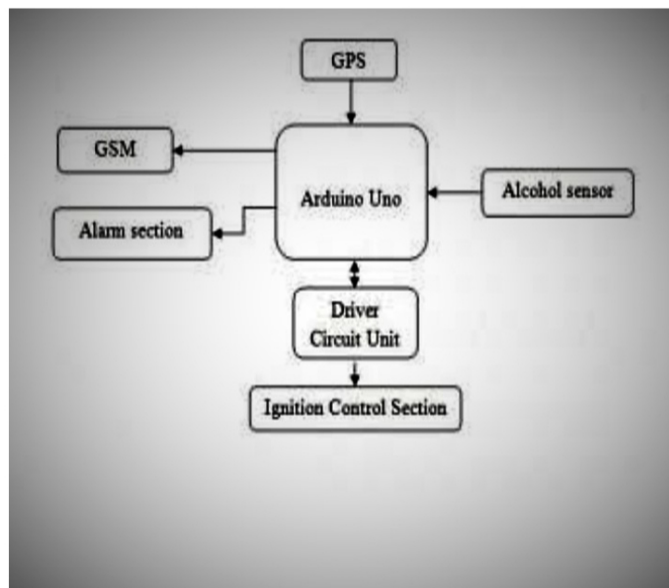 GPS
GSM
Arduino Uno
Alcohol sensor
Alarm section
Driver
Circuit Unit
Ignition Control Section